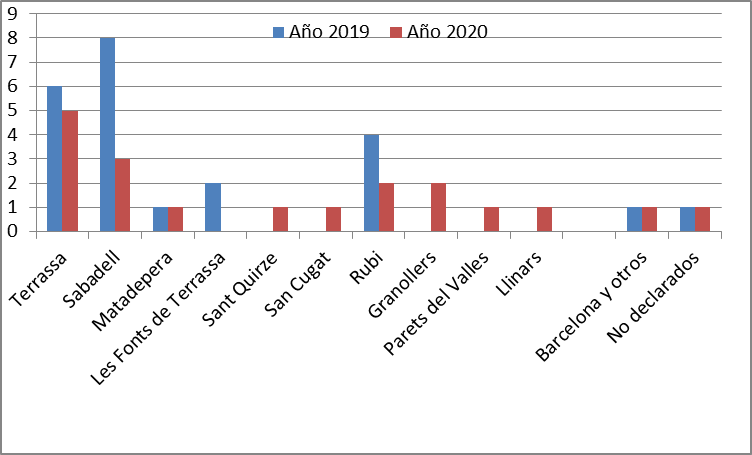 Año 2019 Año 2020
9
8
7
6
5
4
3
2
1
0
Terrassa
Sabadell
Matadepera
Les Fonts de Terrassa
Sant Quirze
San Cugat
Rubi
Granollers
Parets del Valles
Llinars
Barcelona y otros
No declarados